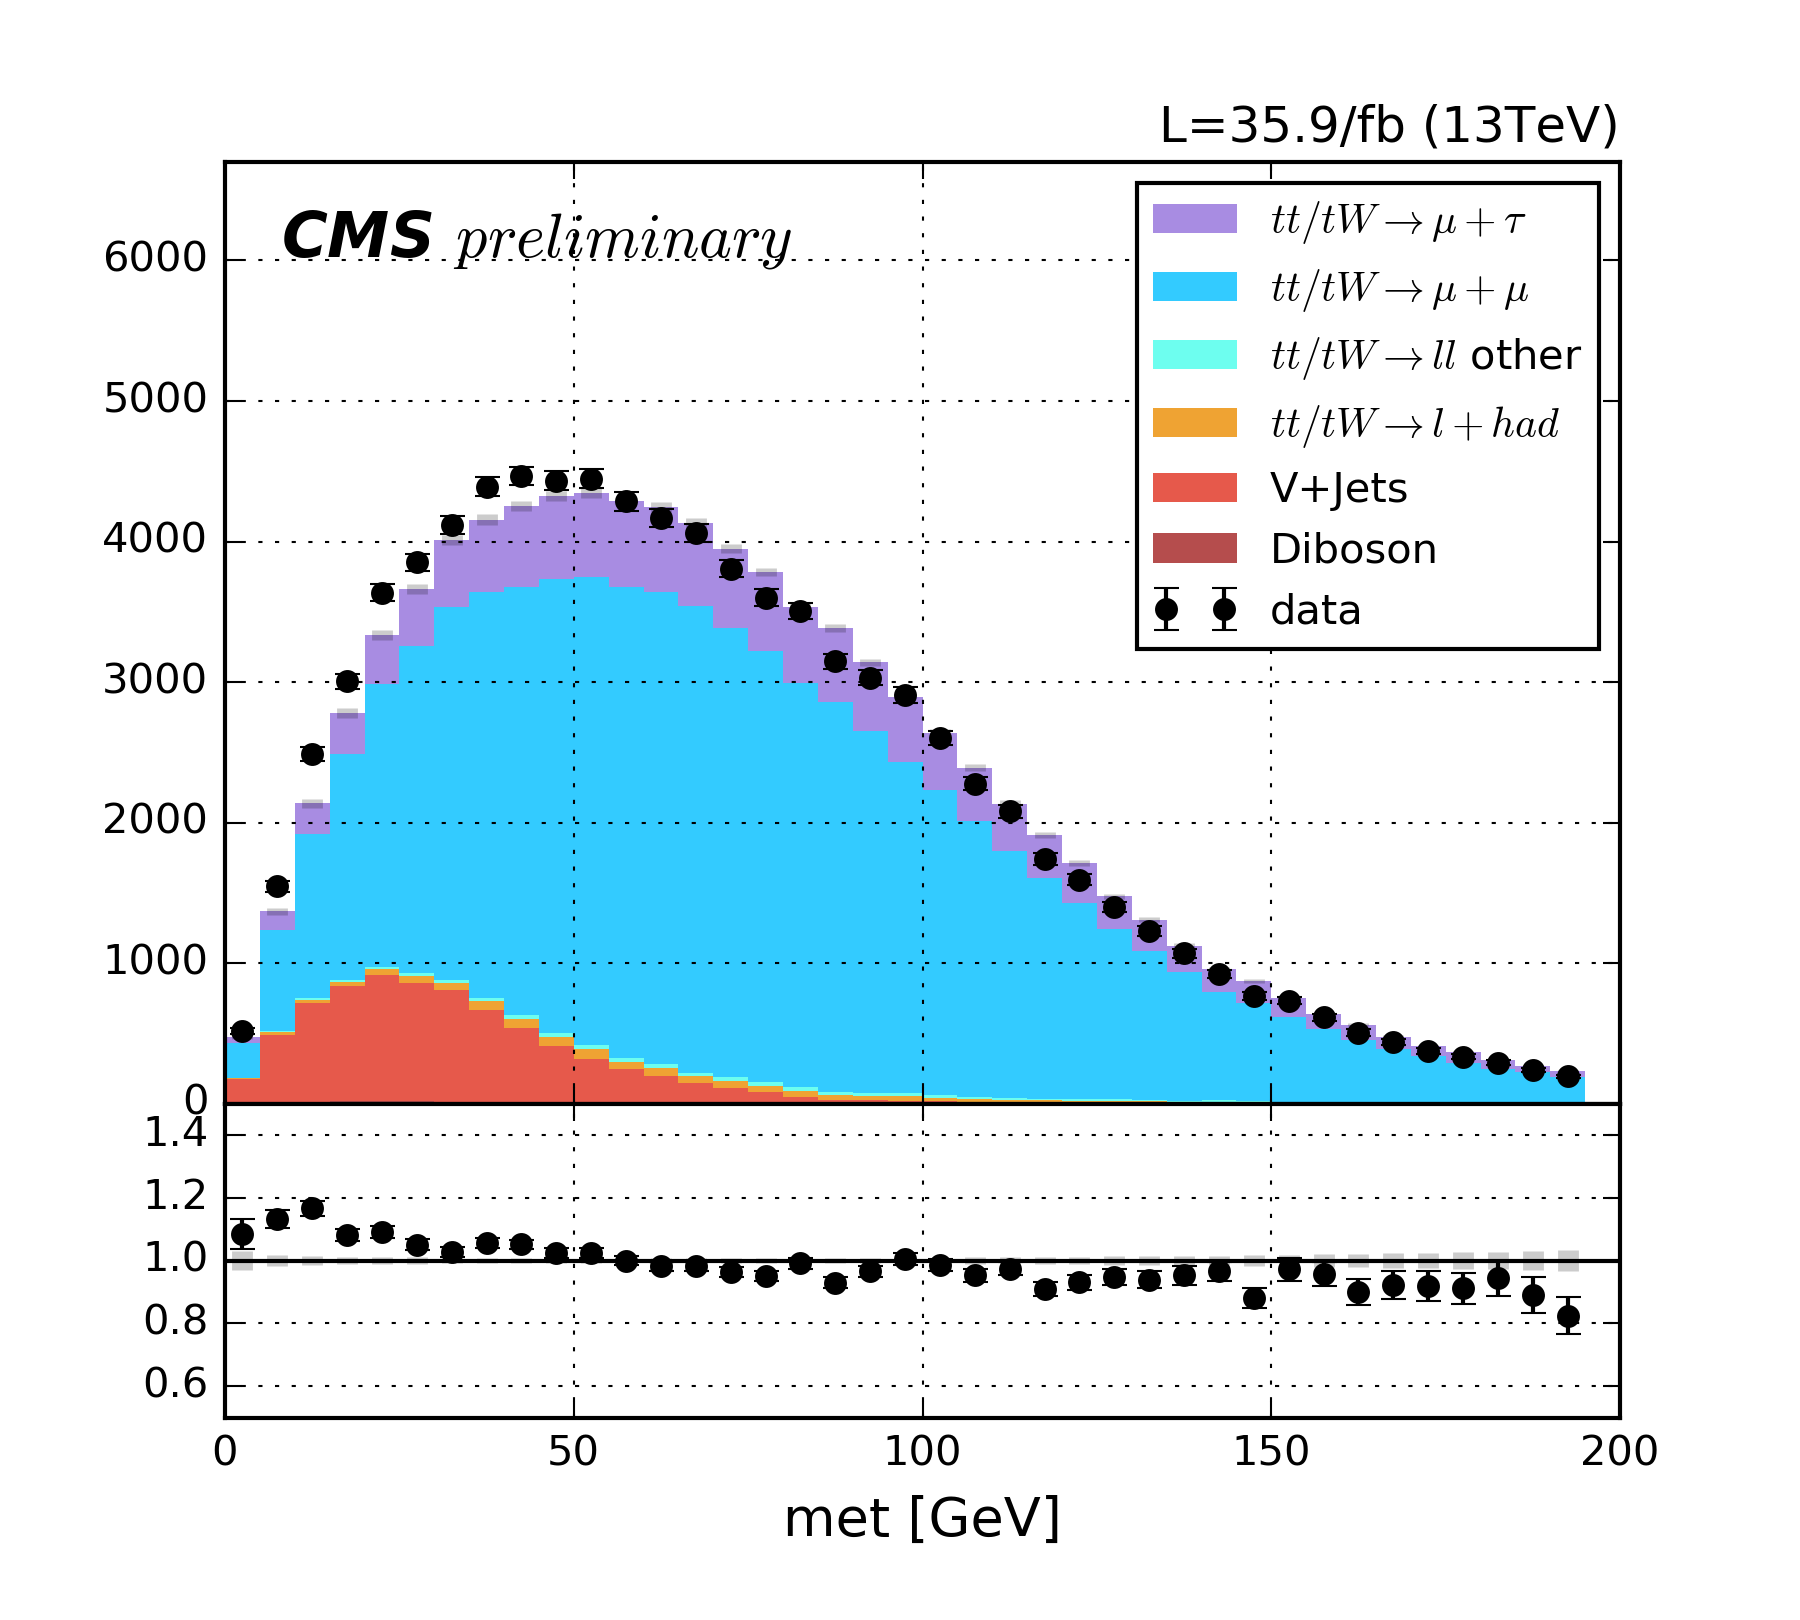 L=35.9/fb (13TeV)
CMS preliminary
tt/tW→μ+τ
tt/tW→μ+μ
tt/tW→ll other
tt/tW→l+had
V+Jets
Diboson
data
6000
5000
4000
3000
2000
1000
0
1.4
1.2
1.0
0.8
0.6
0 50 100 150 200
met [GeV]